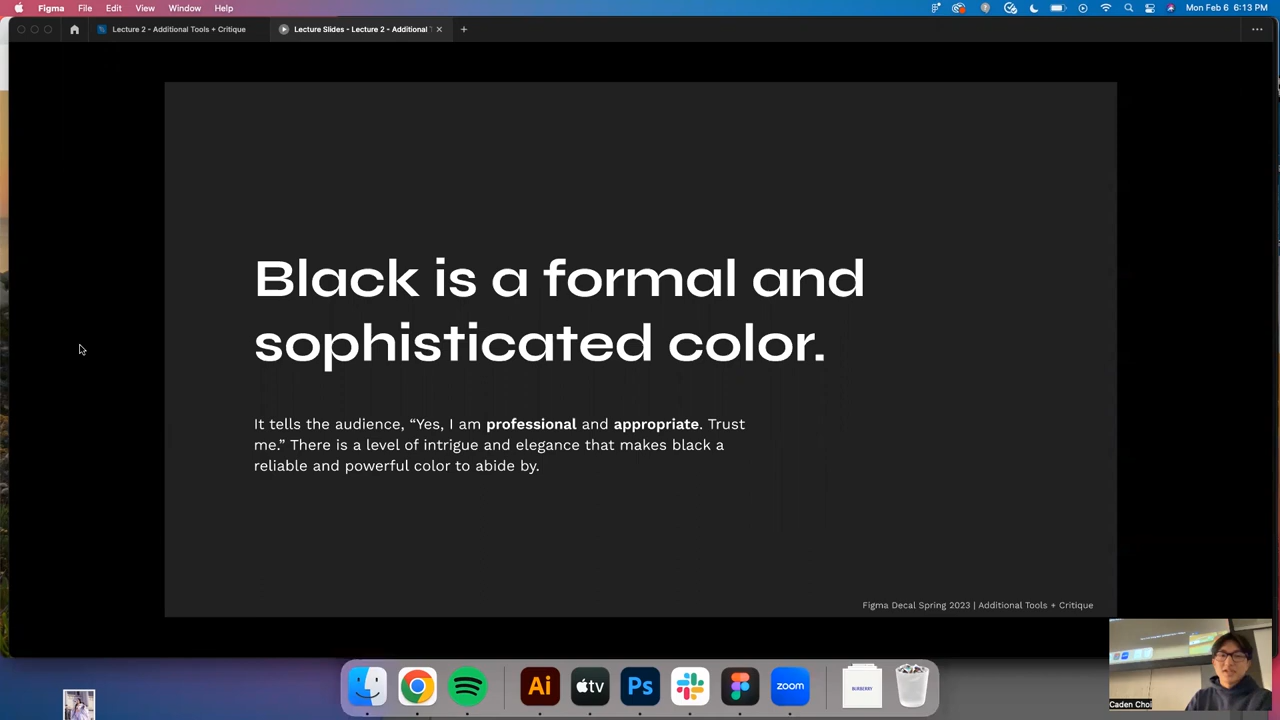 Figma File Edit View Window Help
Mon Feb 6 6:13 PM
Lecture 2 - Additional Tools + Critique
Lecture Slides - Lecture 2 - Additional
Black is a formal and
sophisticated color.
It tells the audience, “Yes, I am professional and appropriate. Trust
me.” There is a level of intrigue and elegance that makes black a
reliable and powerful color to abide by.
Figma Decal Spring 2023 | Additional Tools + Critique
Caden Choi
Ai
tv
Ps
zoom
BURBERRY